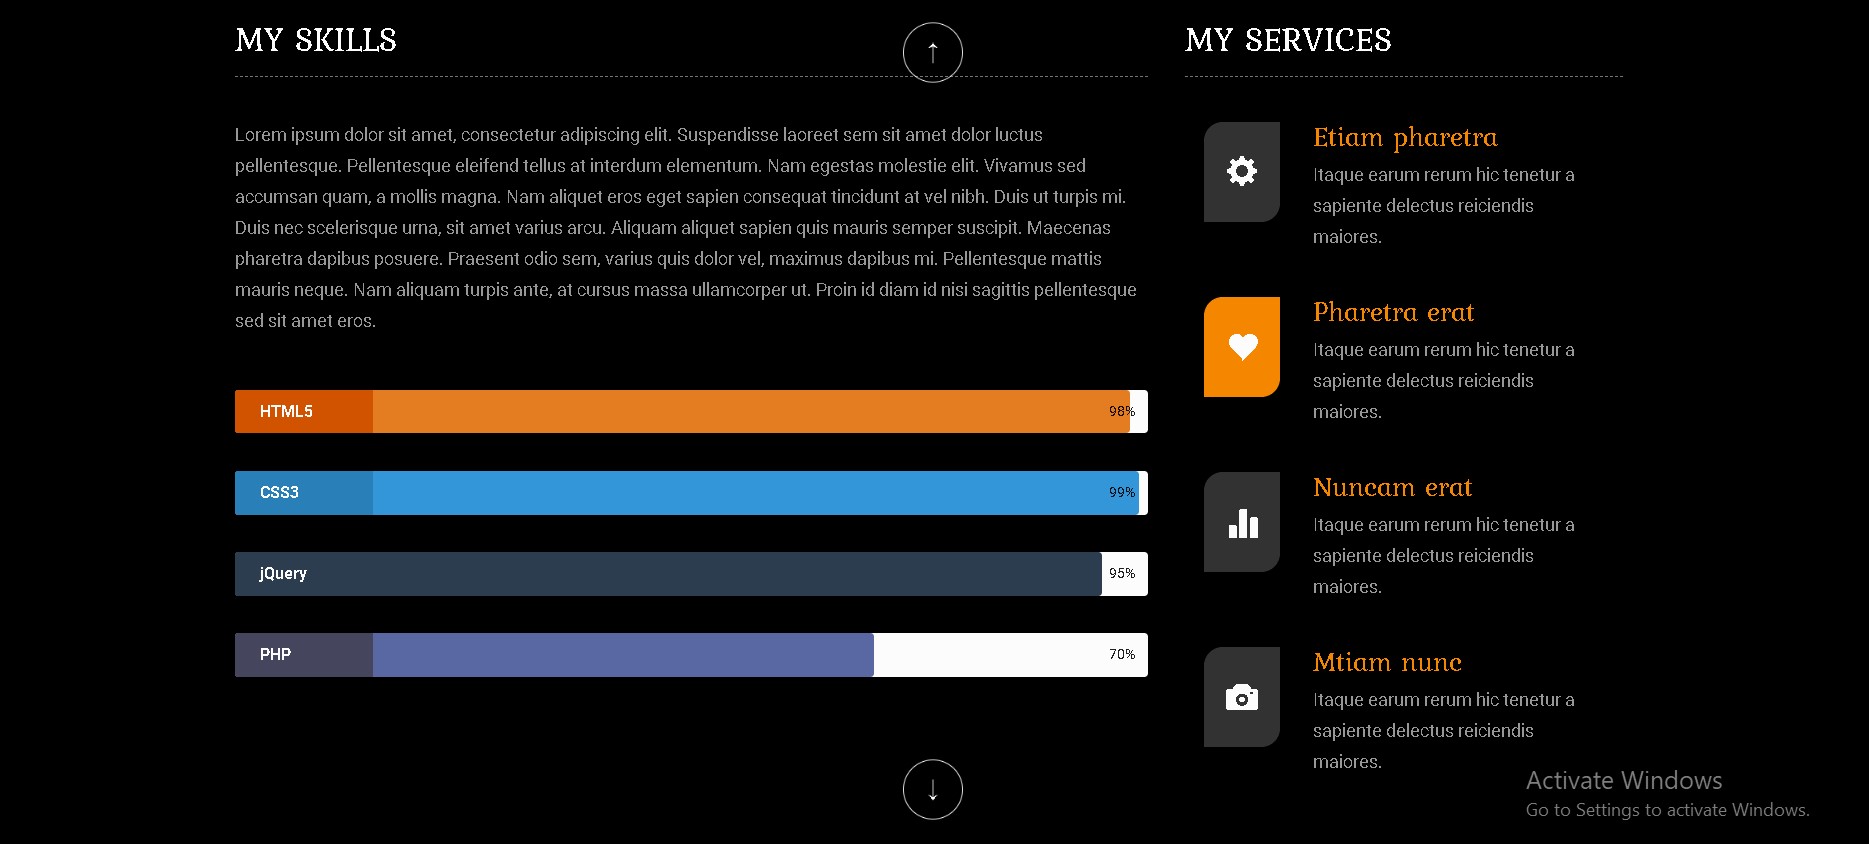 MY SKILLS
Lorem ipsum dolor sit amet, consectetur adipiscing elit. Suspendisse laoreet sem sit amet dolor luctus
pellentesque. Pellentesque eleifend tellus at interdum elementum. Nam egestas molestie elit. Vivamus sed
accumsan quam, a mollis magna. Nam aliquet eros eget sapien consequat tincidunt at vel nibh. Duis ut turpis mi.
Duis nec scelerisque urna, sit amet varius arcu. Aliquam aliquet sapien quis mauris semper suscipit. Maecenas
pharetra dapibus posuere. Praesent odio sem, varius quis dolor vel, maximus dapibus mi. Pellentesque mattis
mauris neque. Nam aliquam turpis ante, at cursus massa ullamcorper ut. Proin id diam id nisi sagittis pellentesque
sed sit amet eros.
HTML5 98%
CSS3 99%
jQuery 95%
PHP 70%
MY SERVICES
Etiam pharetra
Itaque earum rerum hic tenetur a
sapiente delectus reiciendis
maiores.
Pharetra erat
Itaque earum rerum hic tenetur a
sapiente delectus reiciendis
maiores.
Nuncam erat
Itaque earum rerum hic tenetur a
sapiente delectus reiciendis
maiores.
Mtiam nunc
Itaque earum rerum hic tenetur a
sapiente delectus reiciendis
maiores.
Activate Windows
Go to Settings to activate Windows.